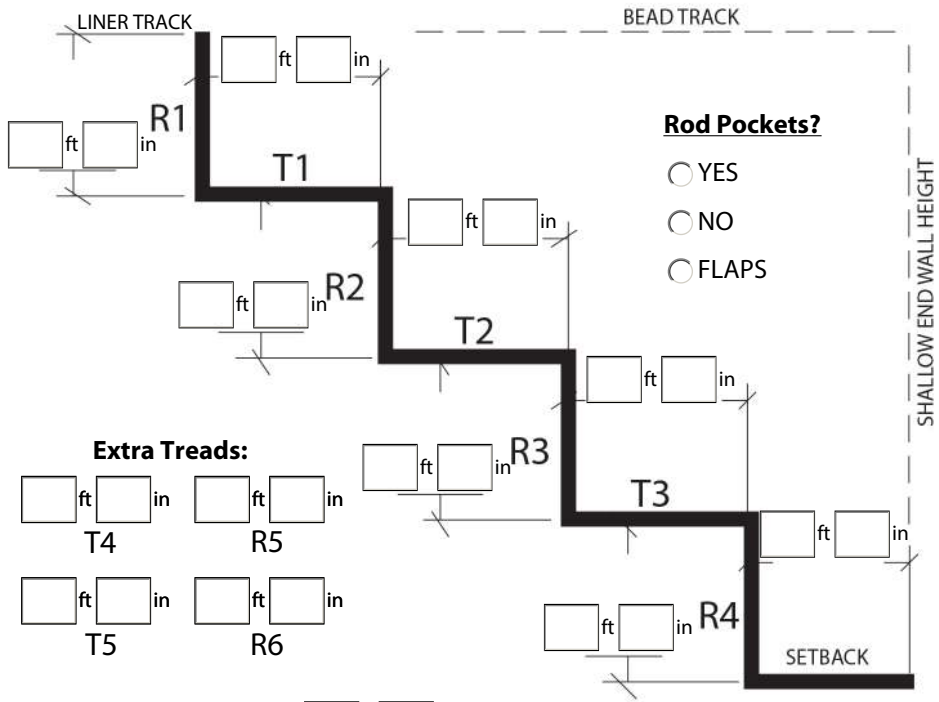 LINER TRACK
BEAD TRACK
ft in
R1
ft in
T1
Rod Pockets?
YES
NO
FLAPS
SHALLOW END WALL HEIGHT
ft in
R2
ft in
T2
ft in
R3
ft in
T3
Extra Treads:
ft in ft in
T4 R5
ft in ft in
T5 R6
ft in
R4
ft in
SETBACK